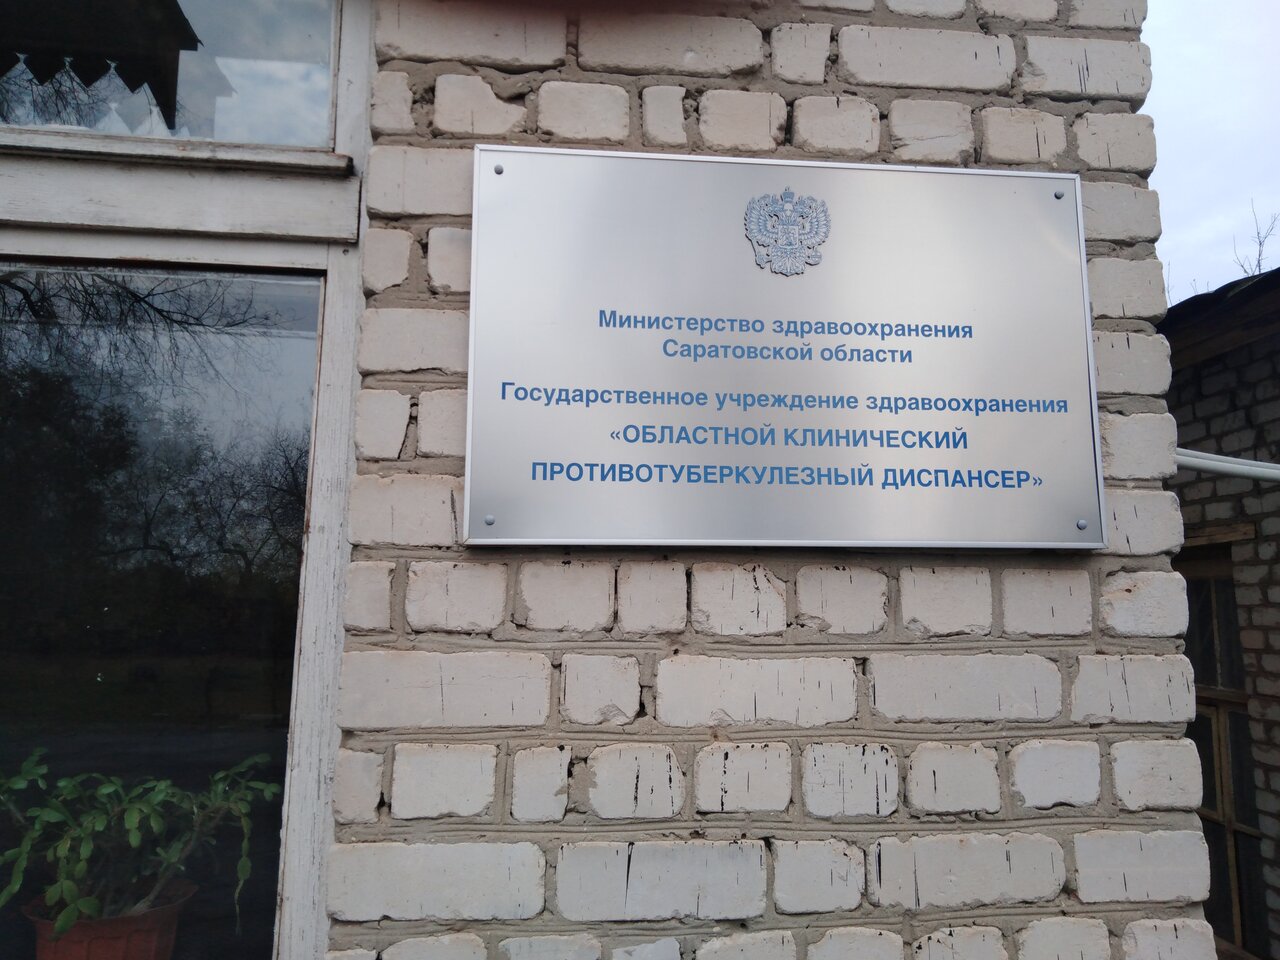 Министерство здравоохранения
Саратовской области
Государственное учреждение здравоохранения
«ОБЛАСТНОЙ КЛИНИЧЕСКИЙ
ПРОТИВОТУБЕРКУЛЕЗНЫЙ ДИСПАНСЕР»